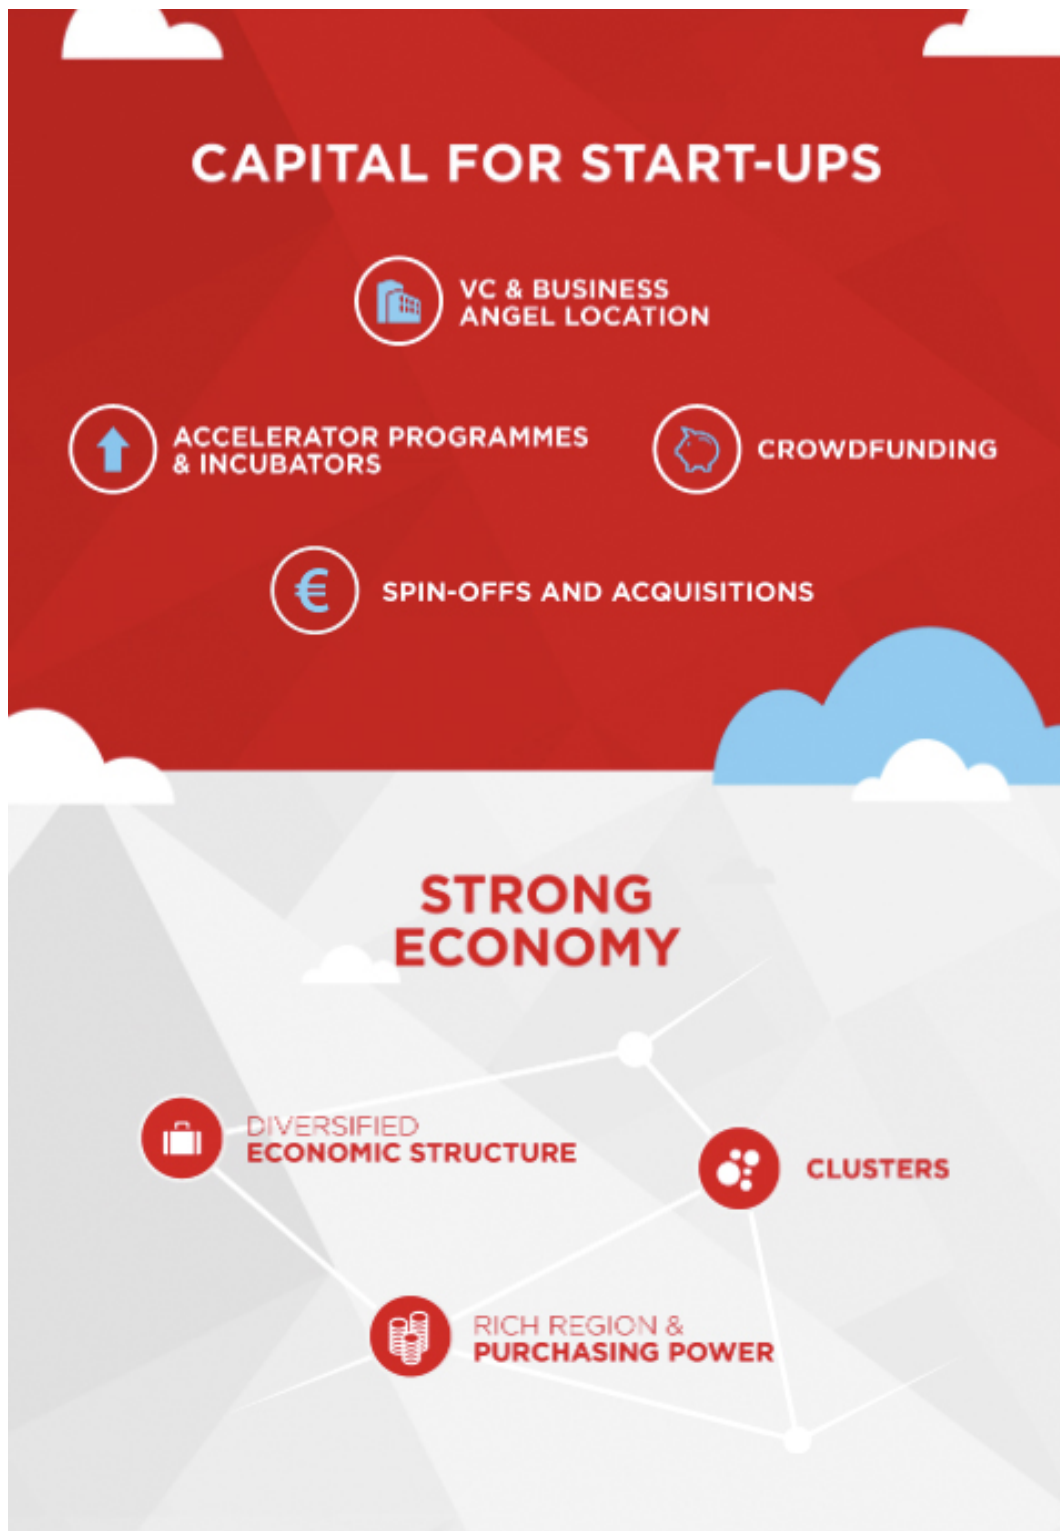 CAPITAL FOR START-UPS
VC & BUSINESS
ANGEL LOCATION
ACCELERATOR PROGRAMMES
& INCUBATORS
CROWDFUNDING
€
SPIN-OFFS AND ACQUISITIONS
STRONG
ECONOMY
DIVERSIFIED
ECONOMIC STRUCTURE
CLUSTERS
RICH REGION &
PURCHASING POWER